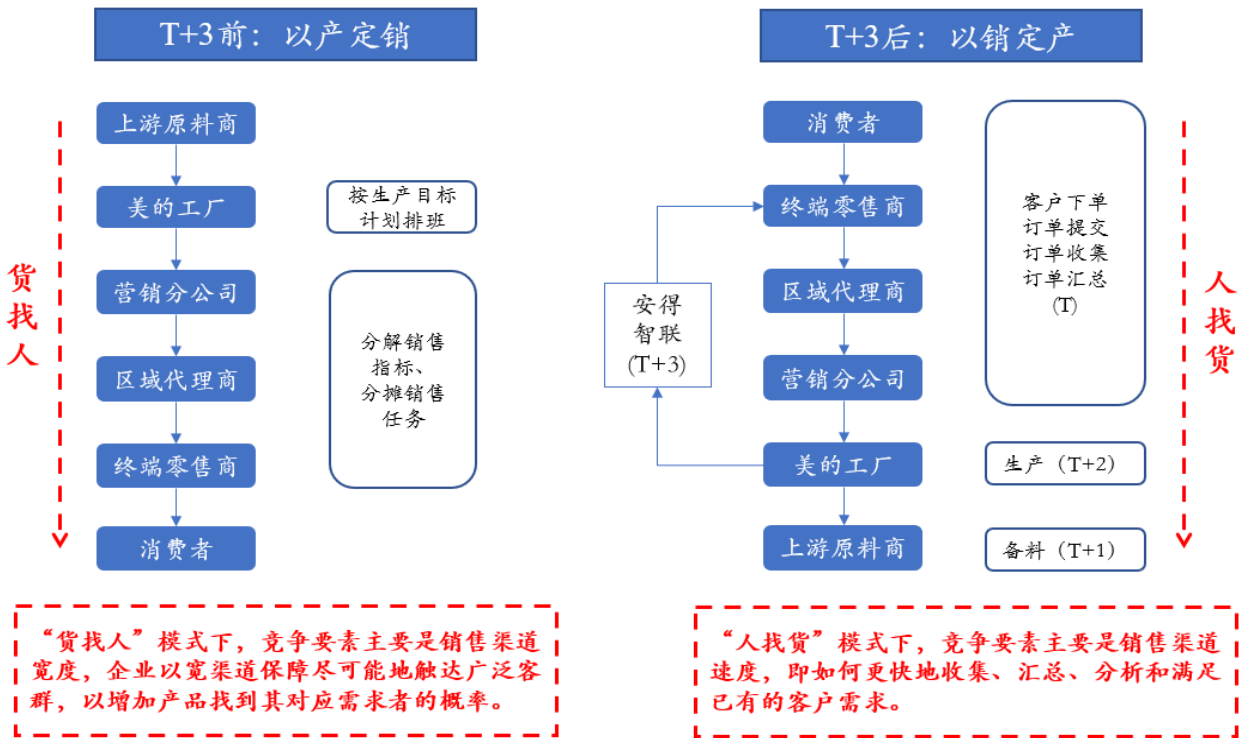 T+3前：以产定销
上游原料商
美的工厂
营销分公司
区域代理商
终端零售商
消费者
货
找
人
按生产目标
计划排班
分解销售
指标、
分摊销售
任务
“货找人”模式下，竞争要素主要是销售渠道
宽度，企业以宽渠道保障尽可能地触达广泛客
群，以增加产品找到其对应需求者的概率。
T+3后：以销定产
消费者
终端零售商
区域代理商
营销分公司
美的工厂
上游原料商
安得
智联
(T+3)
客户下单
订单提交
订单收集
订单汇总
(T)
生产（T+2）
备料（T+1）
人
找
货
“人找货”模式下，竞争要素主要是销售渠道
速度，即如何更快地收集、汇总、分析和满足
已有的客户需求。